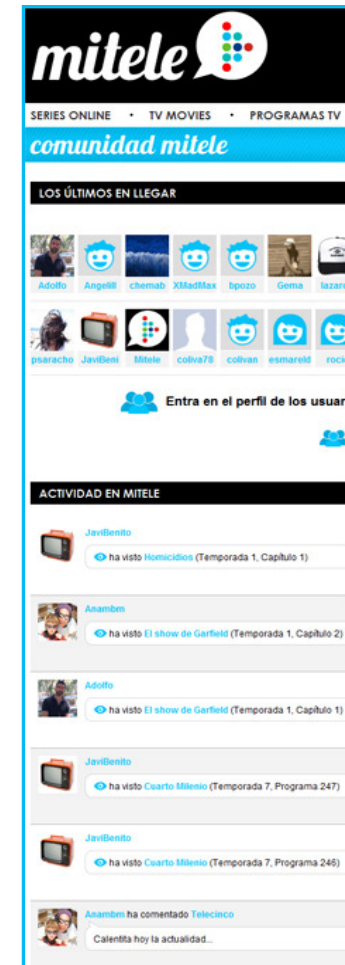 mitele
SERIES ONLINE · TV MOVIES · PROGRAMAS TV
comunidad mitele
LOS ÚLTIMOS EN LLEGAR
Adolfo Angelill chemab XMadMax bpozo Gema lazar
psaracho JaviBeni Mitele coliva78 colivan esmareld rocí
Entra en el perfil de los usuar
ACTIVIDAD EN MITELE
JaviBenito
ha visto Homicidios (Temporada 1, Capítulo 1)
Anambm
ha visto El show de Garfield (Temporada 1, Capítulo 2)
Adolfo
ha visto El show de Garfield (Temporada 1, Capítulo 1)
JaviBenito
ha visto Cuarto Milenio (Temporada 7, Programa 247)
JaviBenito
ha visto Cuarto Milenio (Temporada 7, Programa 246)
Anambm ha comentado Telecinco
Calentita hoy la actualidad...